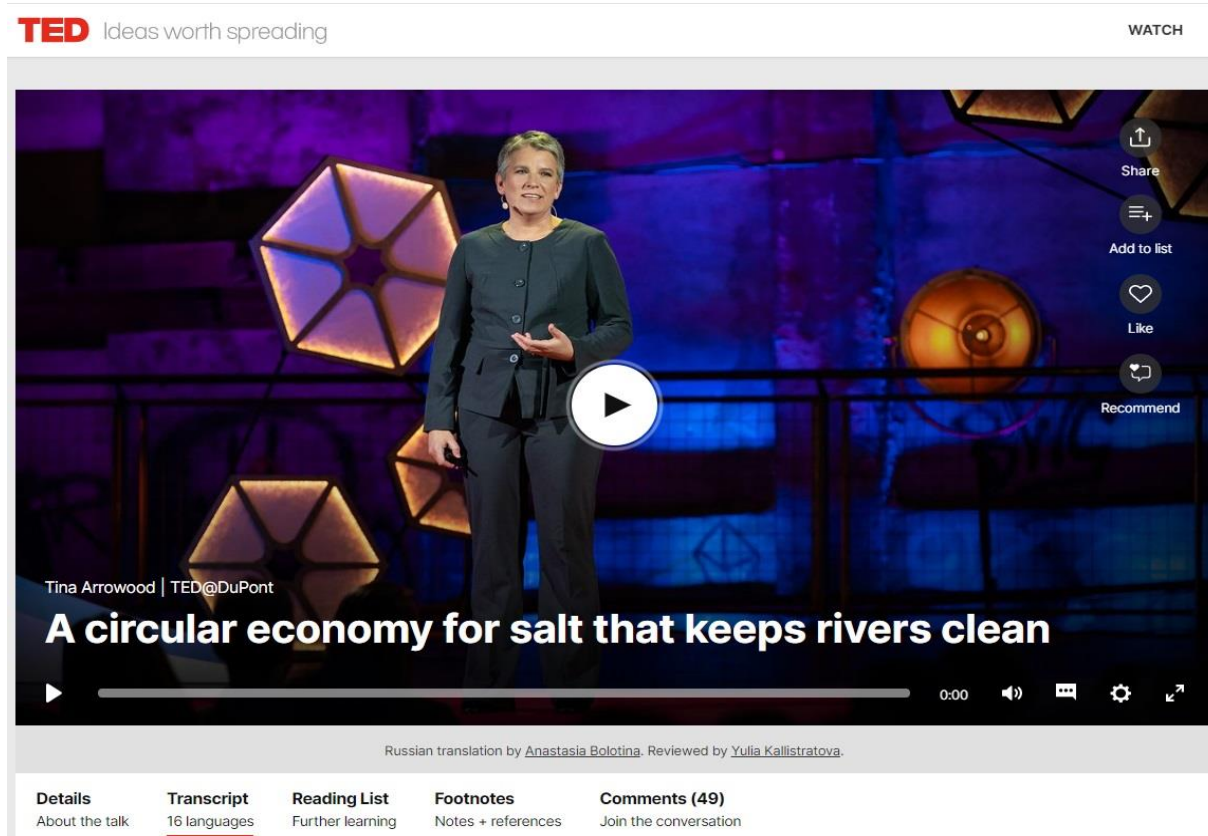 TED Ideas worth spreading
WATCH
Share
Add to list
Like
Recommend
Tina Arrowood | TED@DuPont
A circular economy for salt that keeps rivers clean
0:00
Russian translation by Anastasia Bolotina. Reviewed by Yulia Kallistratova.
Details Transcript Reading List Footnotes Comments (49)
About the talk 16 languages Further learning Notes + references Join the conversation